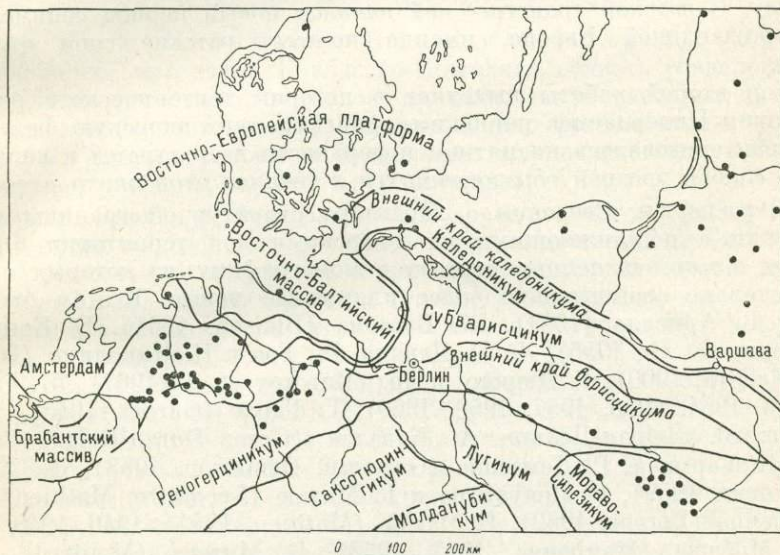 Восточно-Европейская платформа
Внешний край каледоникума
Каледоникум
Восточно-Балтийский
массив
Субварисцикум
Амстердам
Берлин
Внешний край варисцикума
Варшава
Брабантский
массив
Реногерциникум
Саксотюрин-
гикум
Лугикум
Мораво-
Силезикум
Молдануби-
кум
0 100 200 км